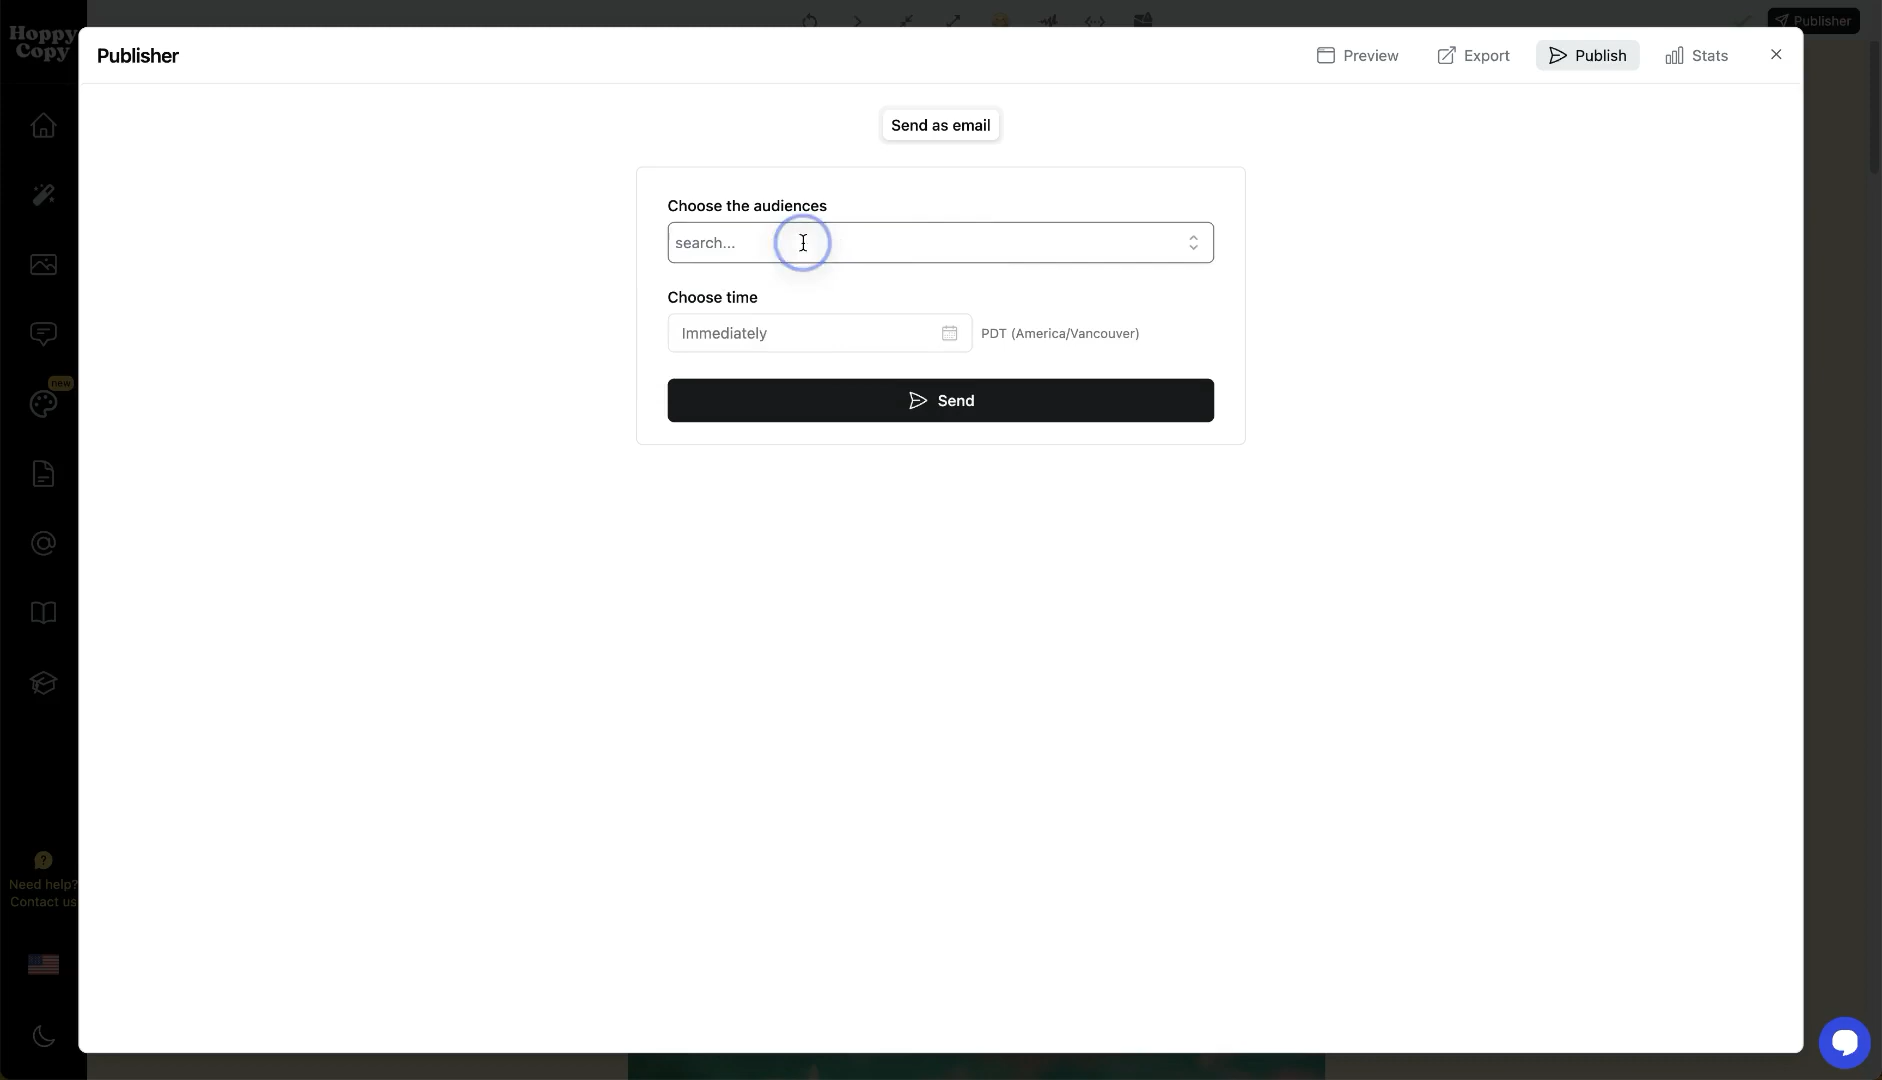 Hoppy
Copy
Publisher
Publisher
Preview
Export
Publish
Stats
Send as email
Choose the audiences
search...
Choose time
Immediately
PDT (America/Vancouver)
Send
new
Need help?
Contact us